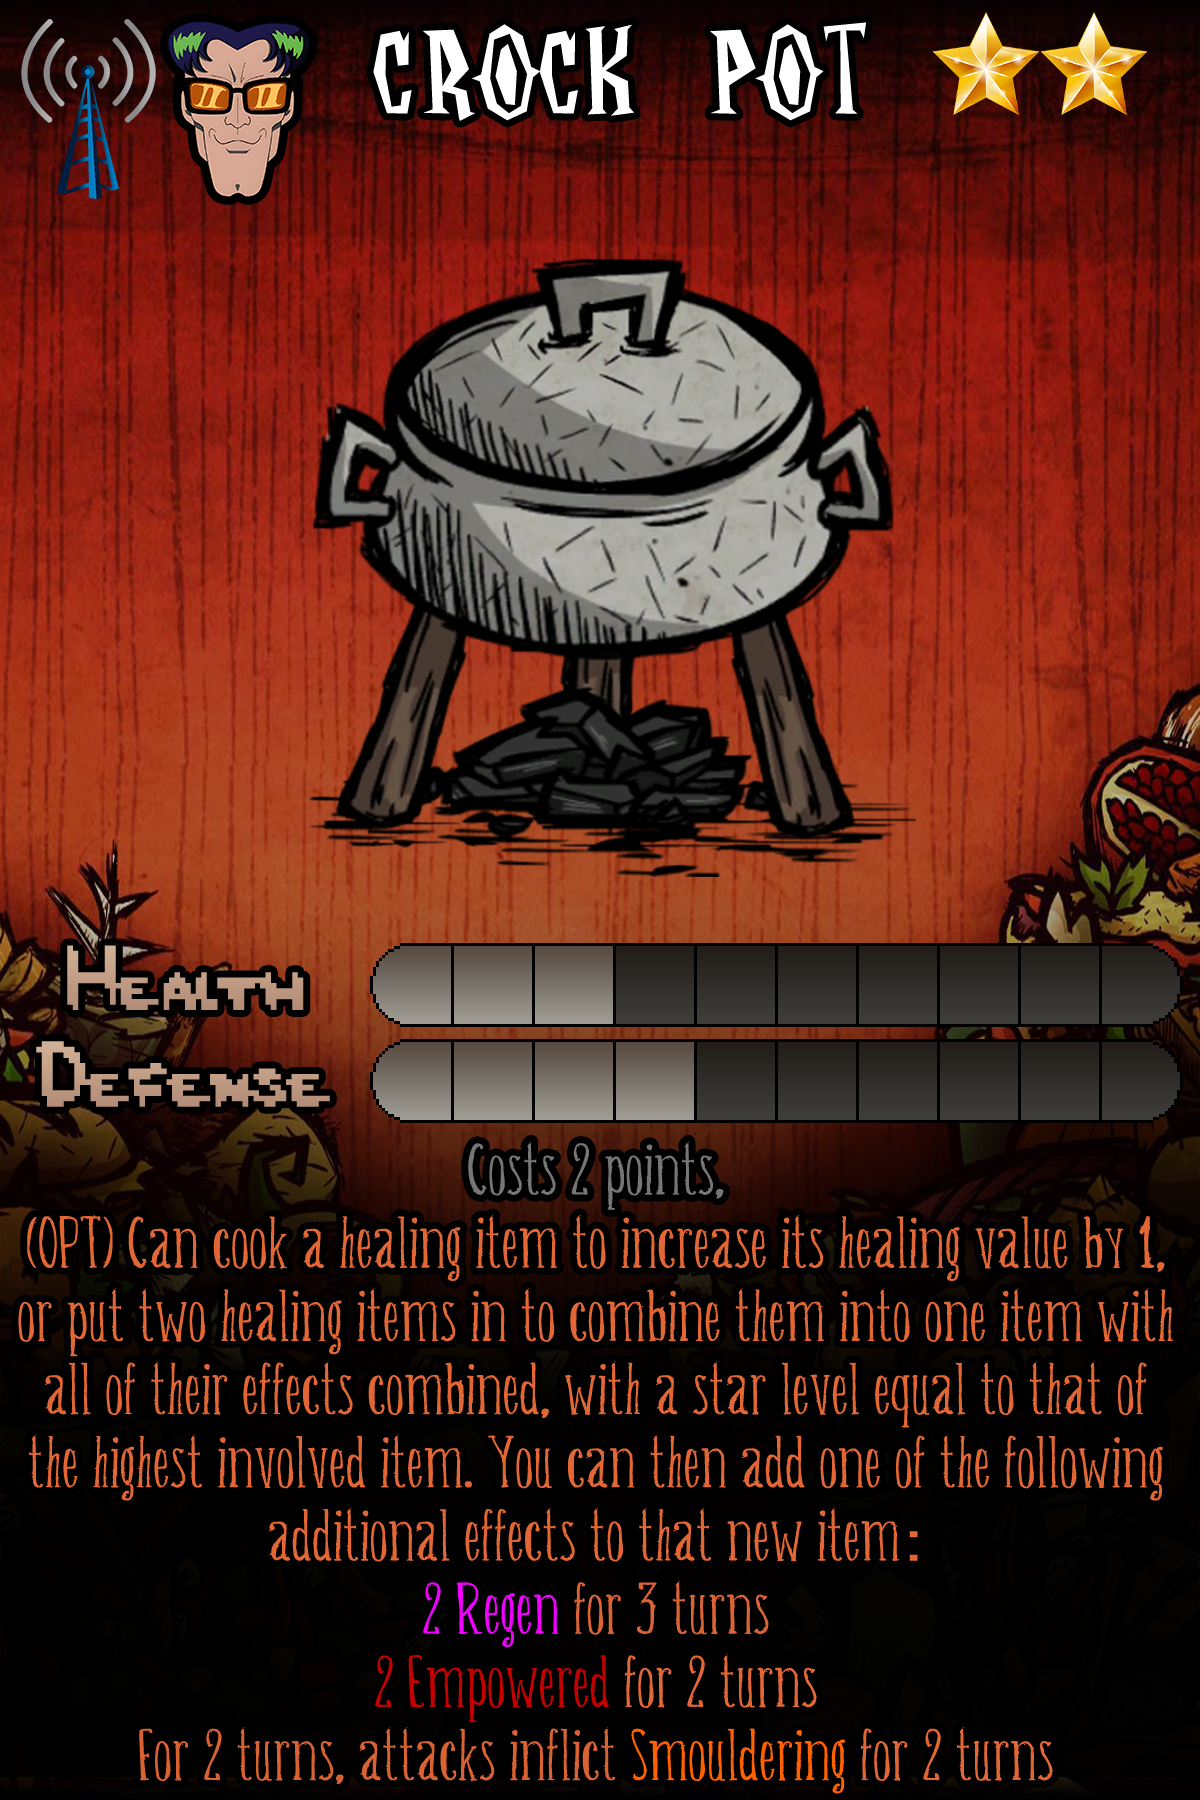 CROCK POT
HEALTH
DEFENSE
Costs 2 points,
(OPT) Can cook a healing item to increase its healing value by 1,
or put two healing items in to combine them into one item with
all of their effects combined, with a star level equal to that of
the highest involved item. You can then add one of the following
additional effects to that new item:
2 Regen for 3 turns
2 Empowered for 2 turns
For 2 turns, attacks inflict Smouldering for 2 turns